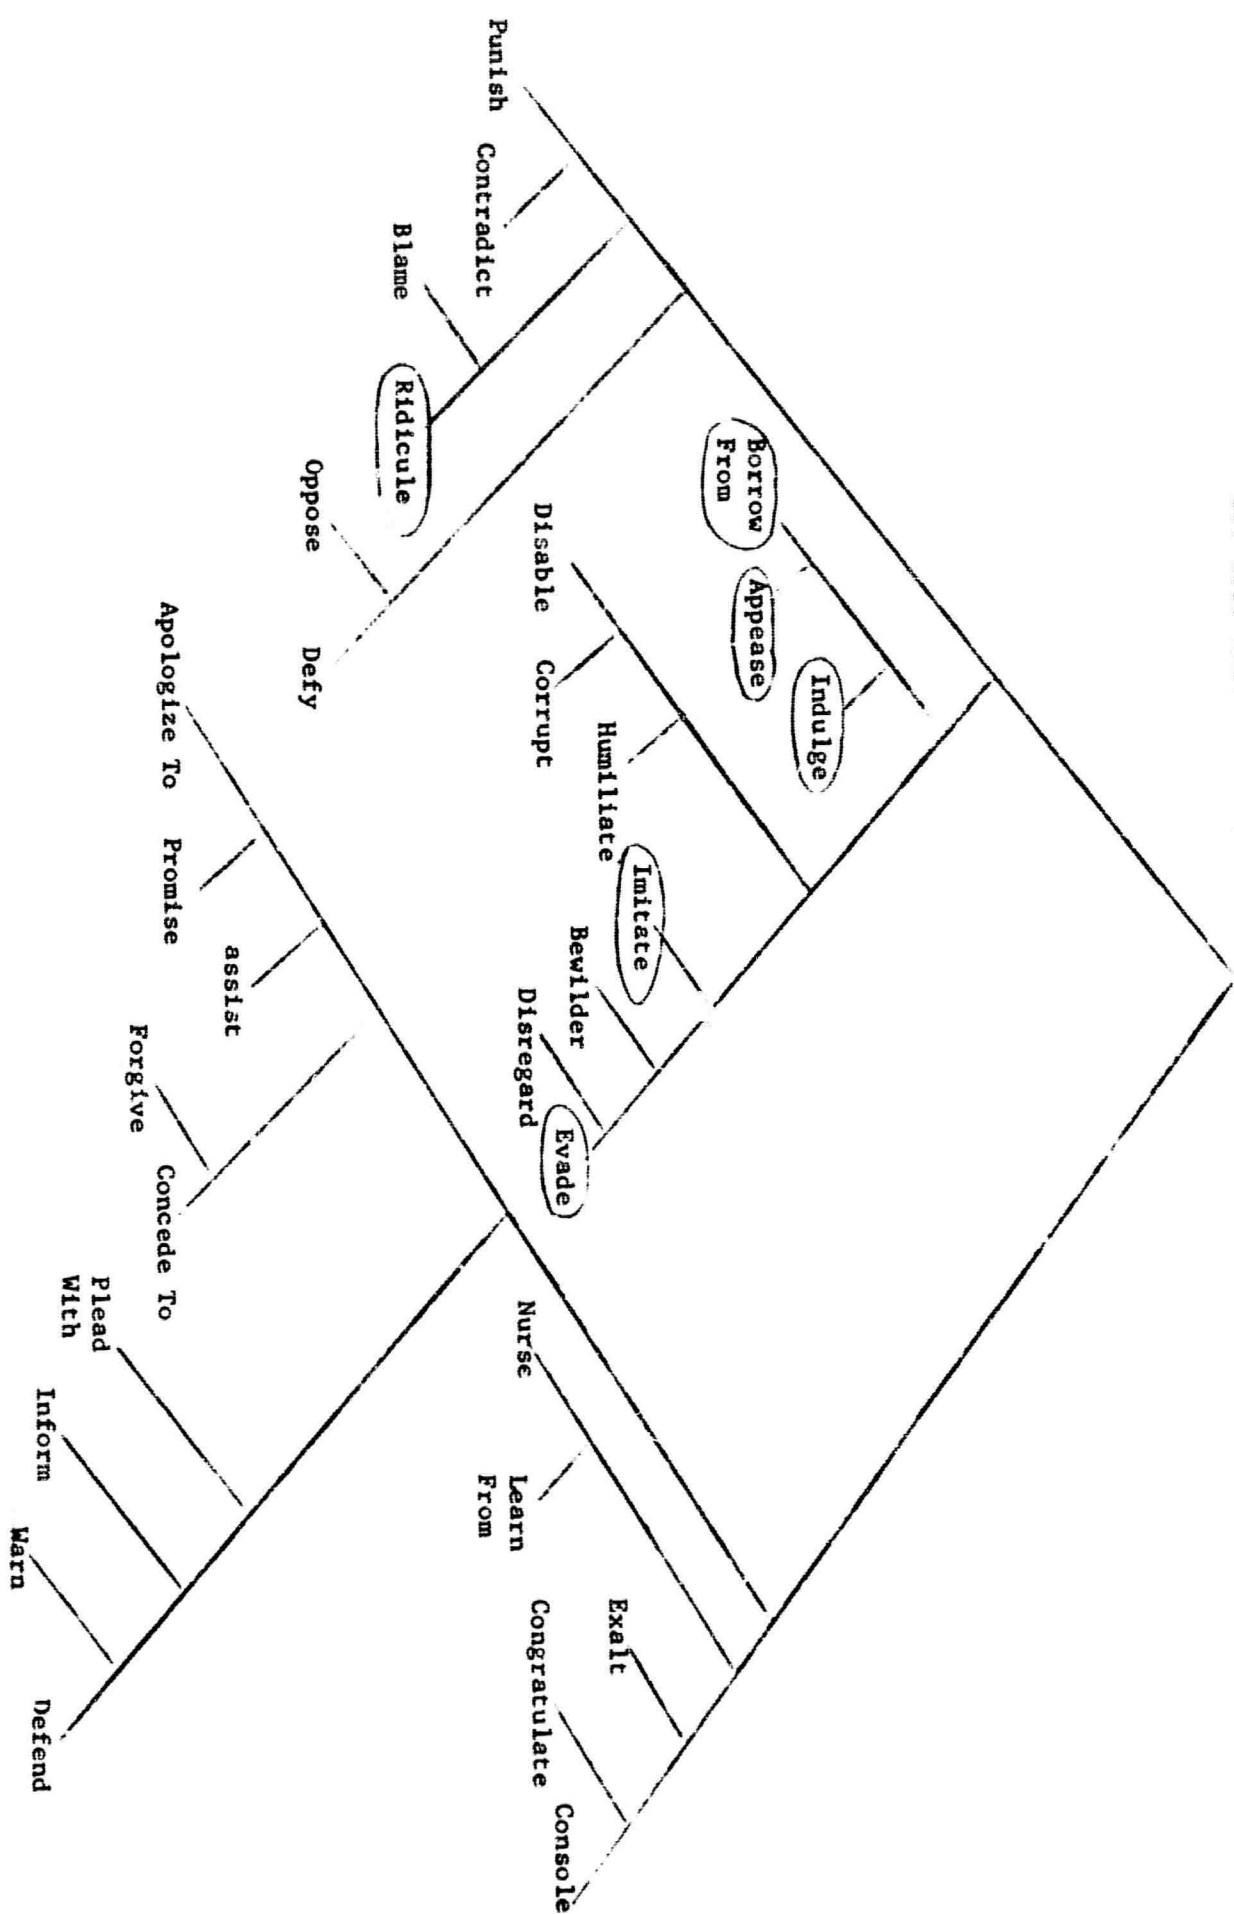 Punish
Contradict
Blame
Ridicule
Oppose
Defy
Borrow
From
Appease
Indulge
Disable
Corrupt
Humiliate
Imitate
Bewilder
Disregard
Evade
Apologize To
Promise
assist
Forgive
Concede To
Plead
With
Inform
Warn
Defend
Nurse
Learn
From
Exalt
Congratulate
Console